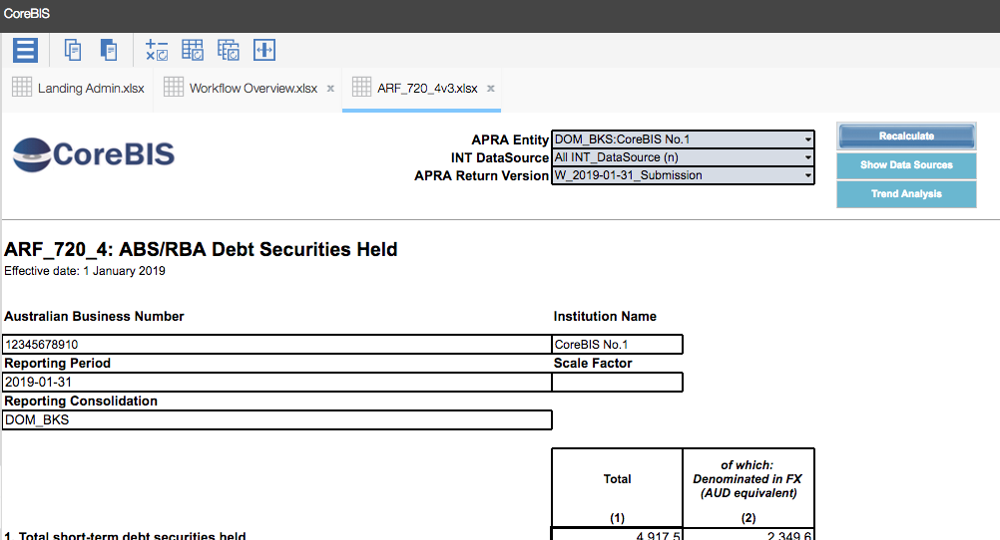 CoreBIS
Landing Admin.xlsx
Workflow Overview.xlsx x
ARF_720_4v3.xlsx x
CoreBIS
APRA Entity DOM_BKS:CoreBIS No.1
INT DataSource All INT_DataSource (n)
APRA Return Version W_2019-01-31_Submission
Recalculate
Show Data Sources
Trend Analysis
ARF_720_4: ABS/RBA Debt Securities Held
Effective date: 1 January 2019
Australian Business Number Institution Name
12345678910 CoreBIS No.1
Reporting Period Scale Factor
2019-01-31
Reporting Consolidation
DOM_BKS
Total
of which:
Denominated in FX
(AUD equivalent)
(1) (2)
1. Total short-term debt securities held 4,917.5 2,349.6